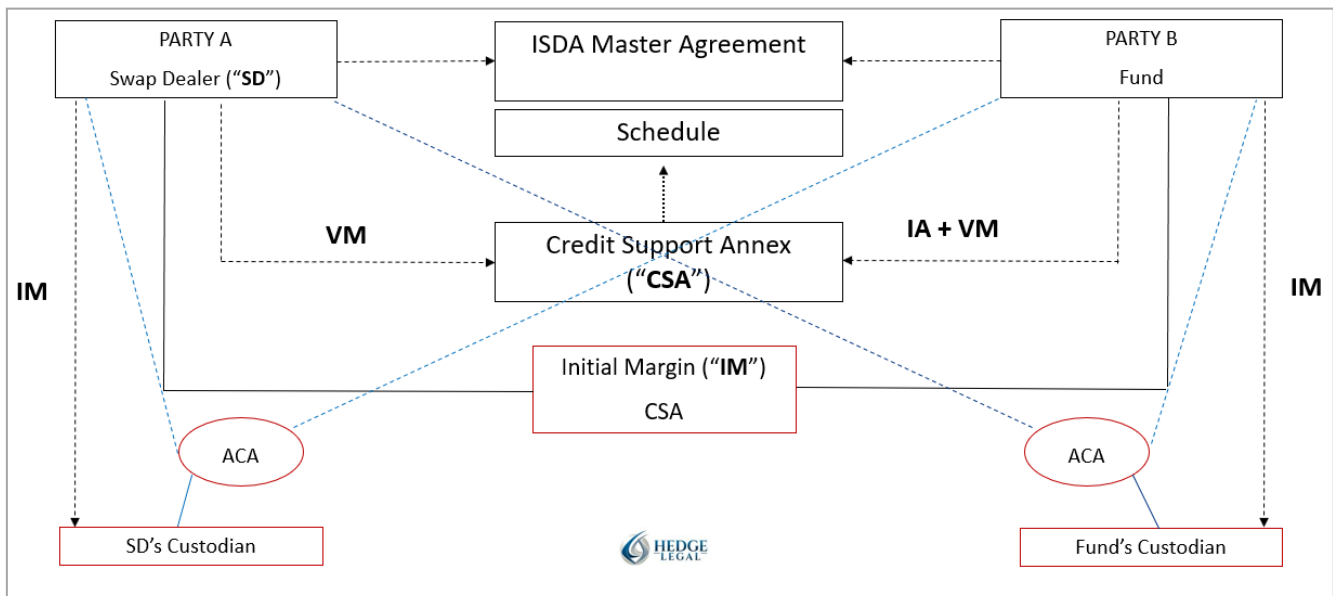 PARTY A
Swap Dealer (“SD”)
ISDA Master Agreement
PARTY B
Fund
Schedule
VM
Credit Support Annex
(“CSA”)
IA + VM
IM
IM
Initial Margin (“IM”)
CSA
ACA
ACA
SD’s Custodian
HEDGE
LEGAL
Fund’s Custodian